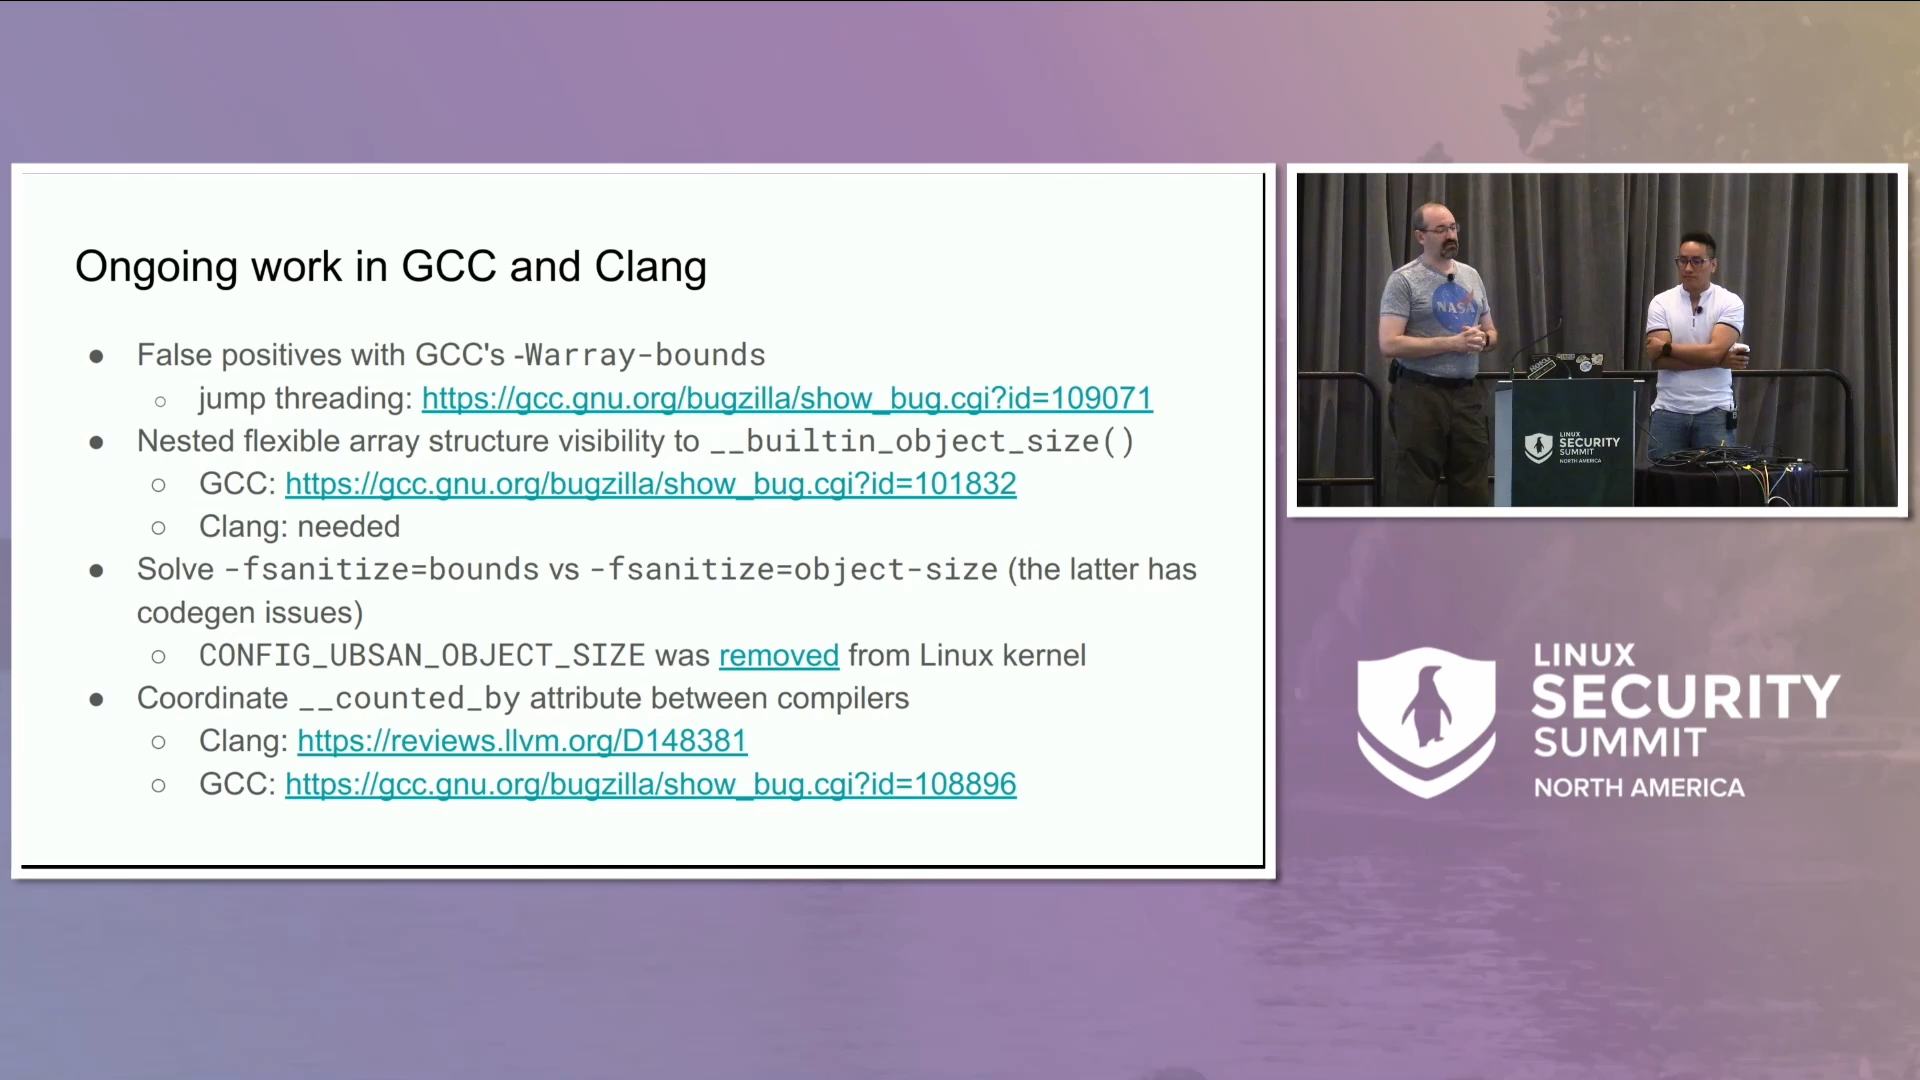 Ongoing work in GCC and Clang
● False positives with GCC's -Warray-bounds
○ jump threading: https://gcc.gnu.org/bugzilla/show_bug.cgi?id=109071
● Nested flexible array structure visibility to __builtin_object_size()
○ GCC: https://gcc.gnu.org/bugzilla/show_bug.cgi?id=101832
○ Clang: needed
● Solve -fsanitize=bounds vs -fsanitize=object-size (the latter has
codegen issues)
○ CONFIG_UBSAN_OBJECT_SIZE was removed from Linux kernel
● Coordinate __counted_by attribute between compilers
○ Clang: https://reviews.llvm.org/D148381
○ GCC: https://gcc.gnu.org/bugzilla/show_bug.cgi?id=108896
NASA
LINUX
SECURITY
SUMMIT
NORTH AMERICA
LINUX
SECURITY
SUMMIT
NORTH AMERICA